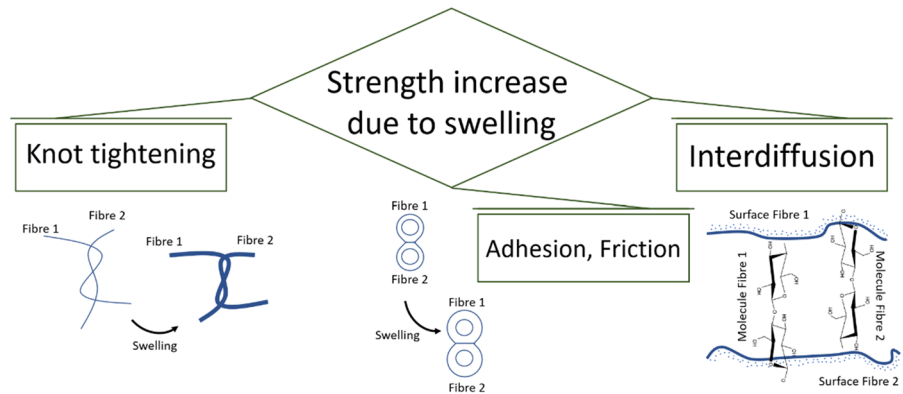 Strength increase
due to swelling
Knot tightening
Interdiffusion
Adhesion, Friction
Fibre 1
Fibre 2
Fibre 1
Fibre 2
Swelling
Fibre 1
Fibre 2
Swelling
Fibre 1
Fibre 2
Surface Fibre 1
Molecule Fibre 1
Molecule Fibre 2
Surface Fibre 2